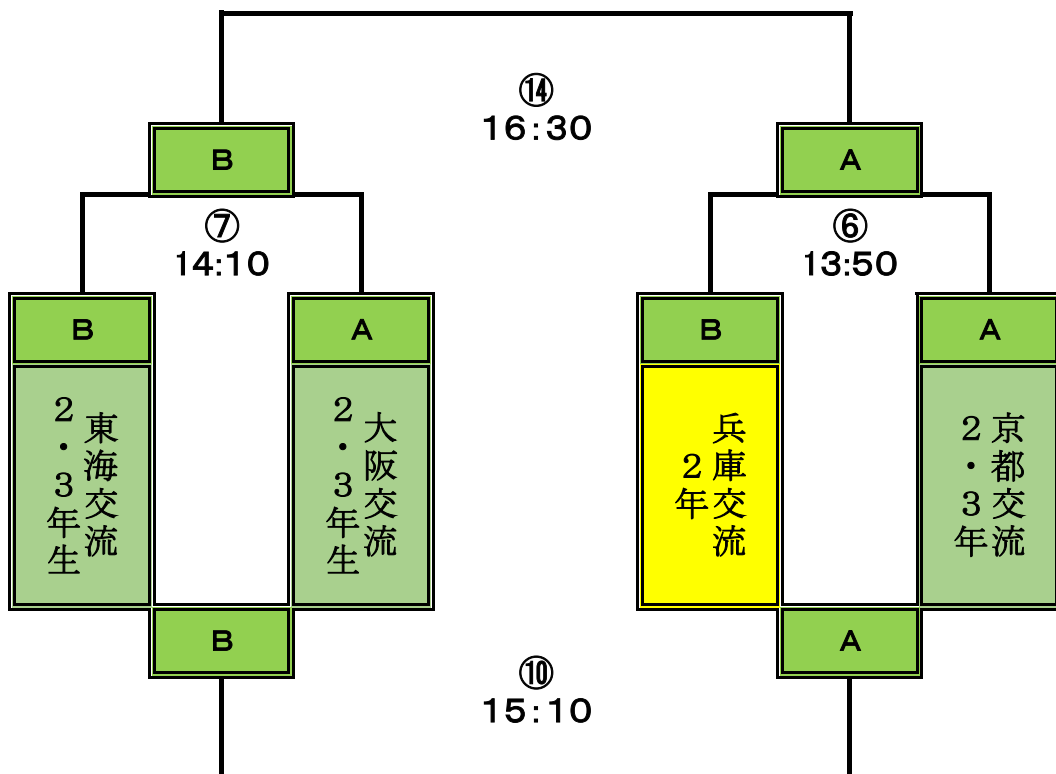 ⑭
16:30
B
A
⑦
14:10
⑥
13:50
B
A
B
A
東海交流
2・3年生
大阪交流
2・3年生
兵庫交流
2年
京都交流
2・3年
B
A
⑩
15:10